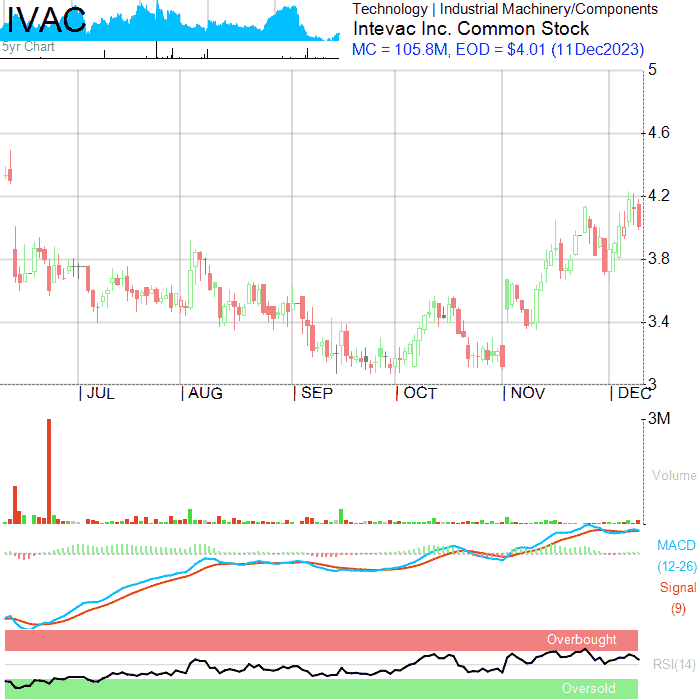 IVAC
5yr Chart
Technology | Industrial Machinery/Components
Intevac Inc. Common Stock
MC = 105.8M, EOD = $4.01 (11Dec2023)
5
4.6
4.2
3.8
3.4
3
| JUL | AUG | SEP | OCT | NOV | DEC
3M
Volume
MACD
(12-26)
Signal
(9)
Overbought
RSI(14)
Oversold